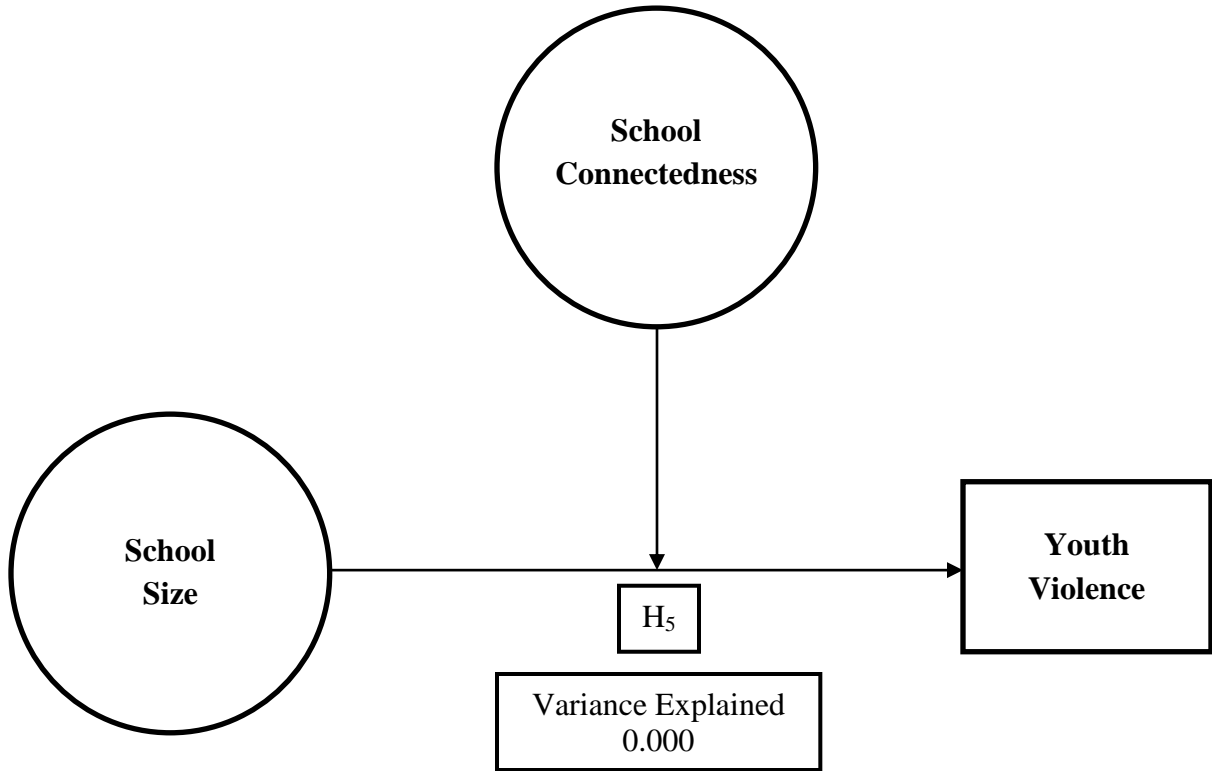 School
Connectedness
School
Size
Youth
Violence
H₅
Variance Explained
0.000